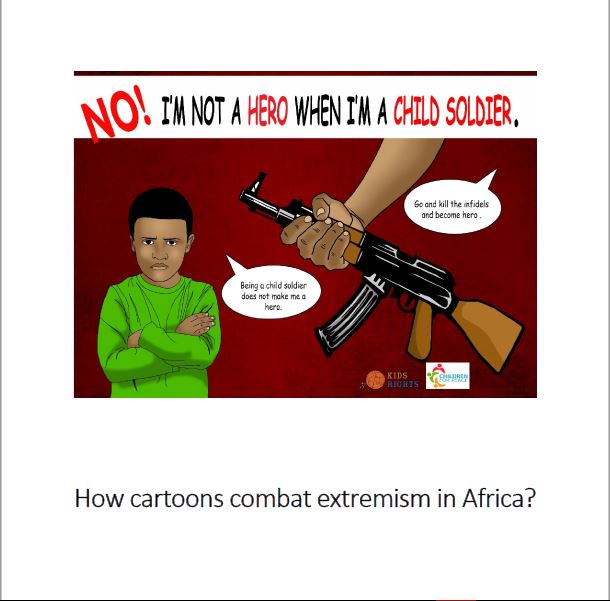 NO! I'M NOT A HERO WHEN I'M A CHILD SOLDIER.
Go and kill the infidels
and become hero .
Being a child soldier
does not make me a
hero.
KIDS
RIGHTS
CHILDREN
FOR PEACE
How cartoons combat extremism in Africa?